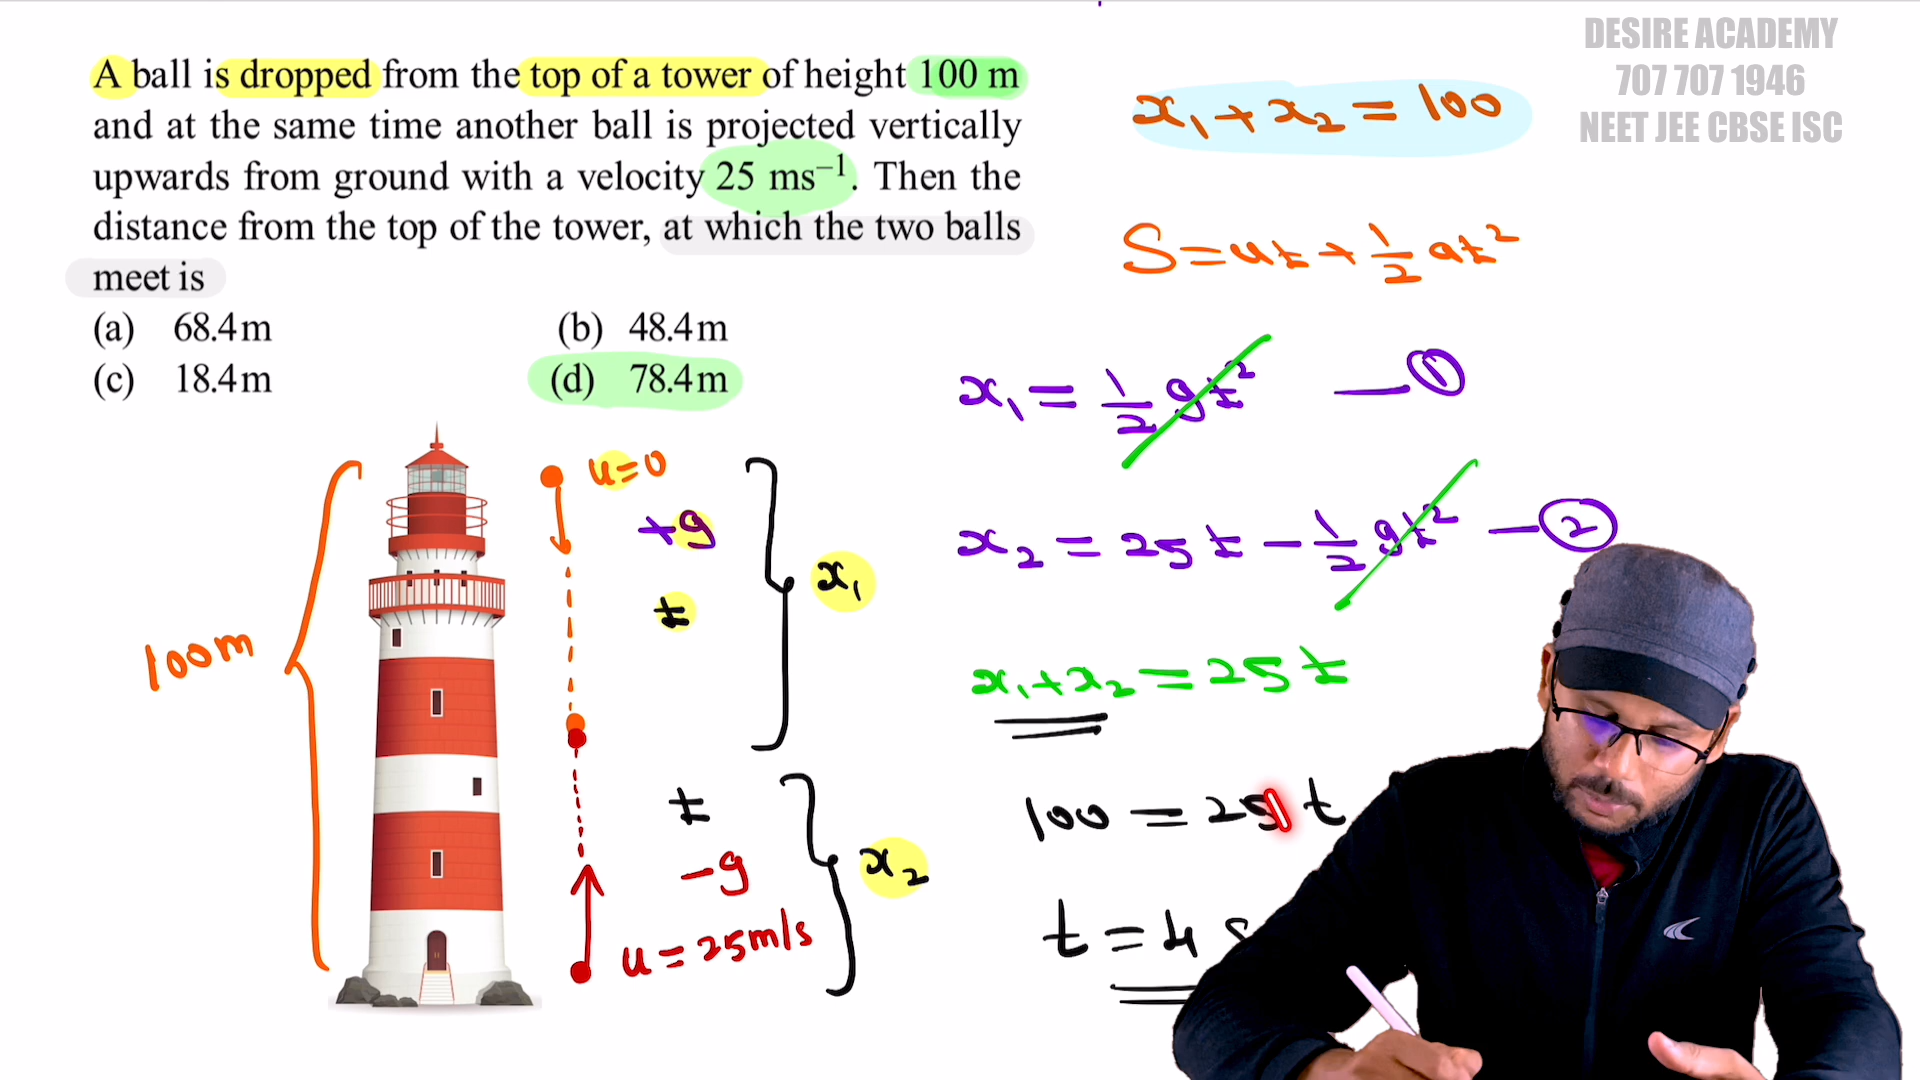 A ball is dropped from the top of a tower of height 100 m
and at the same time another ball is projected vertically
upwards from ground with a velocity 25 ms⁻¹. Then the
distance from the top of the tower, at which the two balls
meet is
(a) 68.4m (b) 48.4m
(c) 18.4m (d) 78.4m
DESIRE ACADEMY
707 707 1946
NEET JEE CBSE ISC
x₁ + x₂ = 100
S = ut + 1/2 at²
x₁ = 1/2 gt² — ①
x₂ = 25t − 1/2 gt² — ②
x₁ + x₂ = 25t
100 = 25 t
t = 4 s
100m
u=0
+g
t
x₁
t
−g
u = 25m/s
x₂